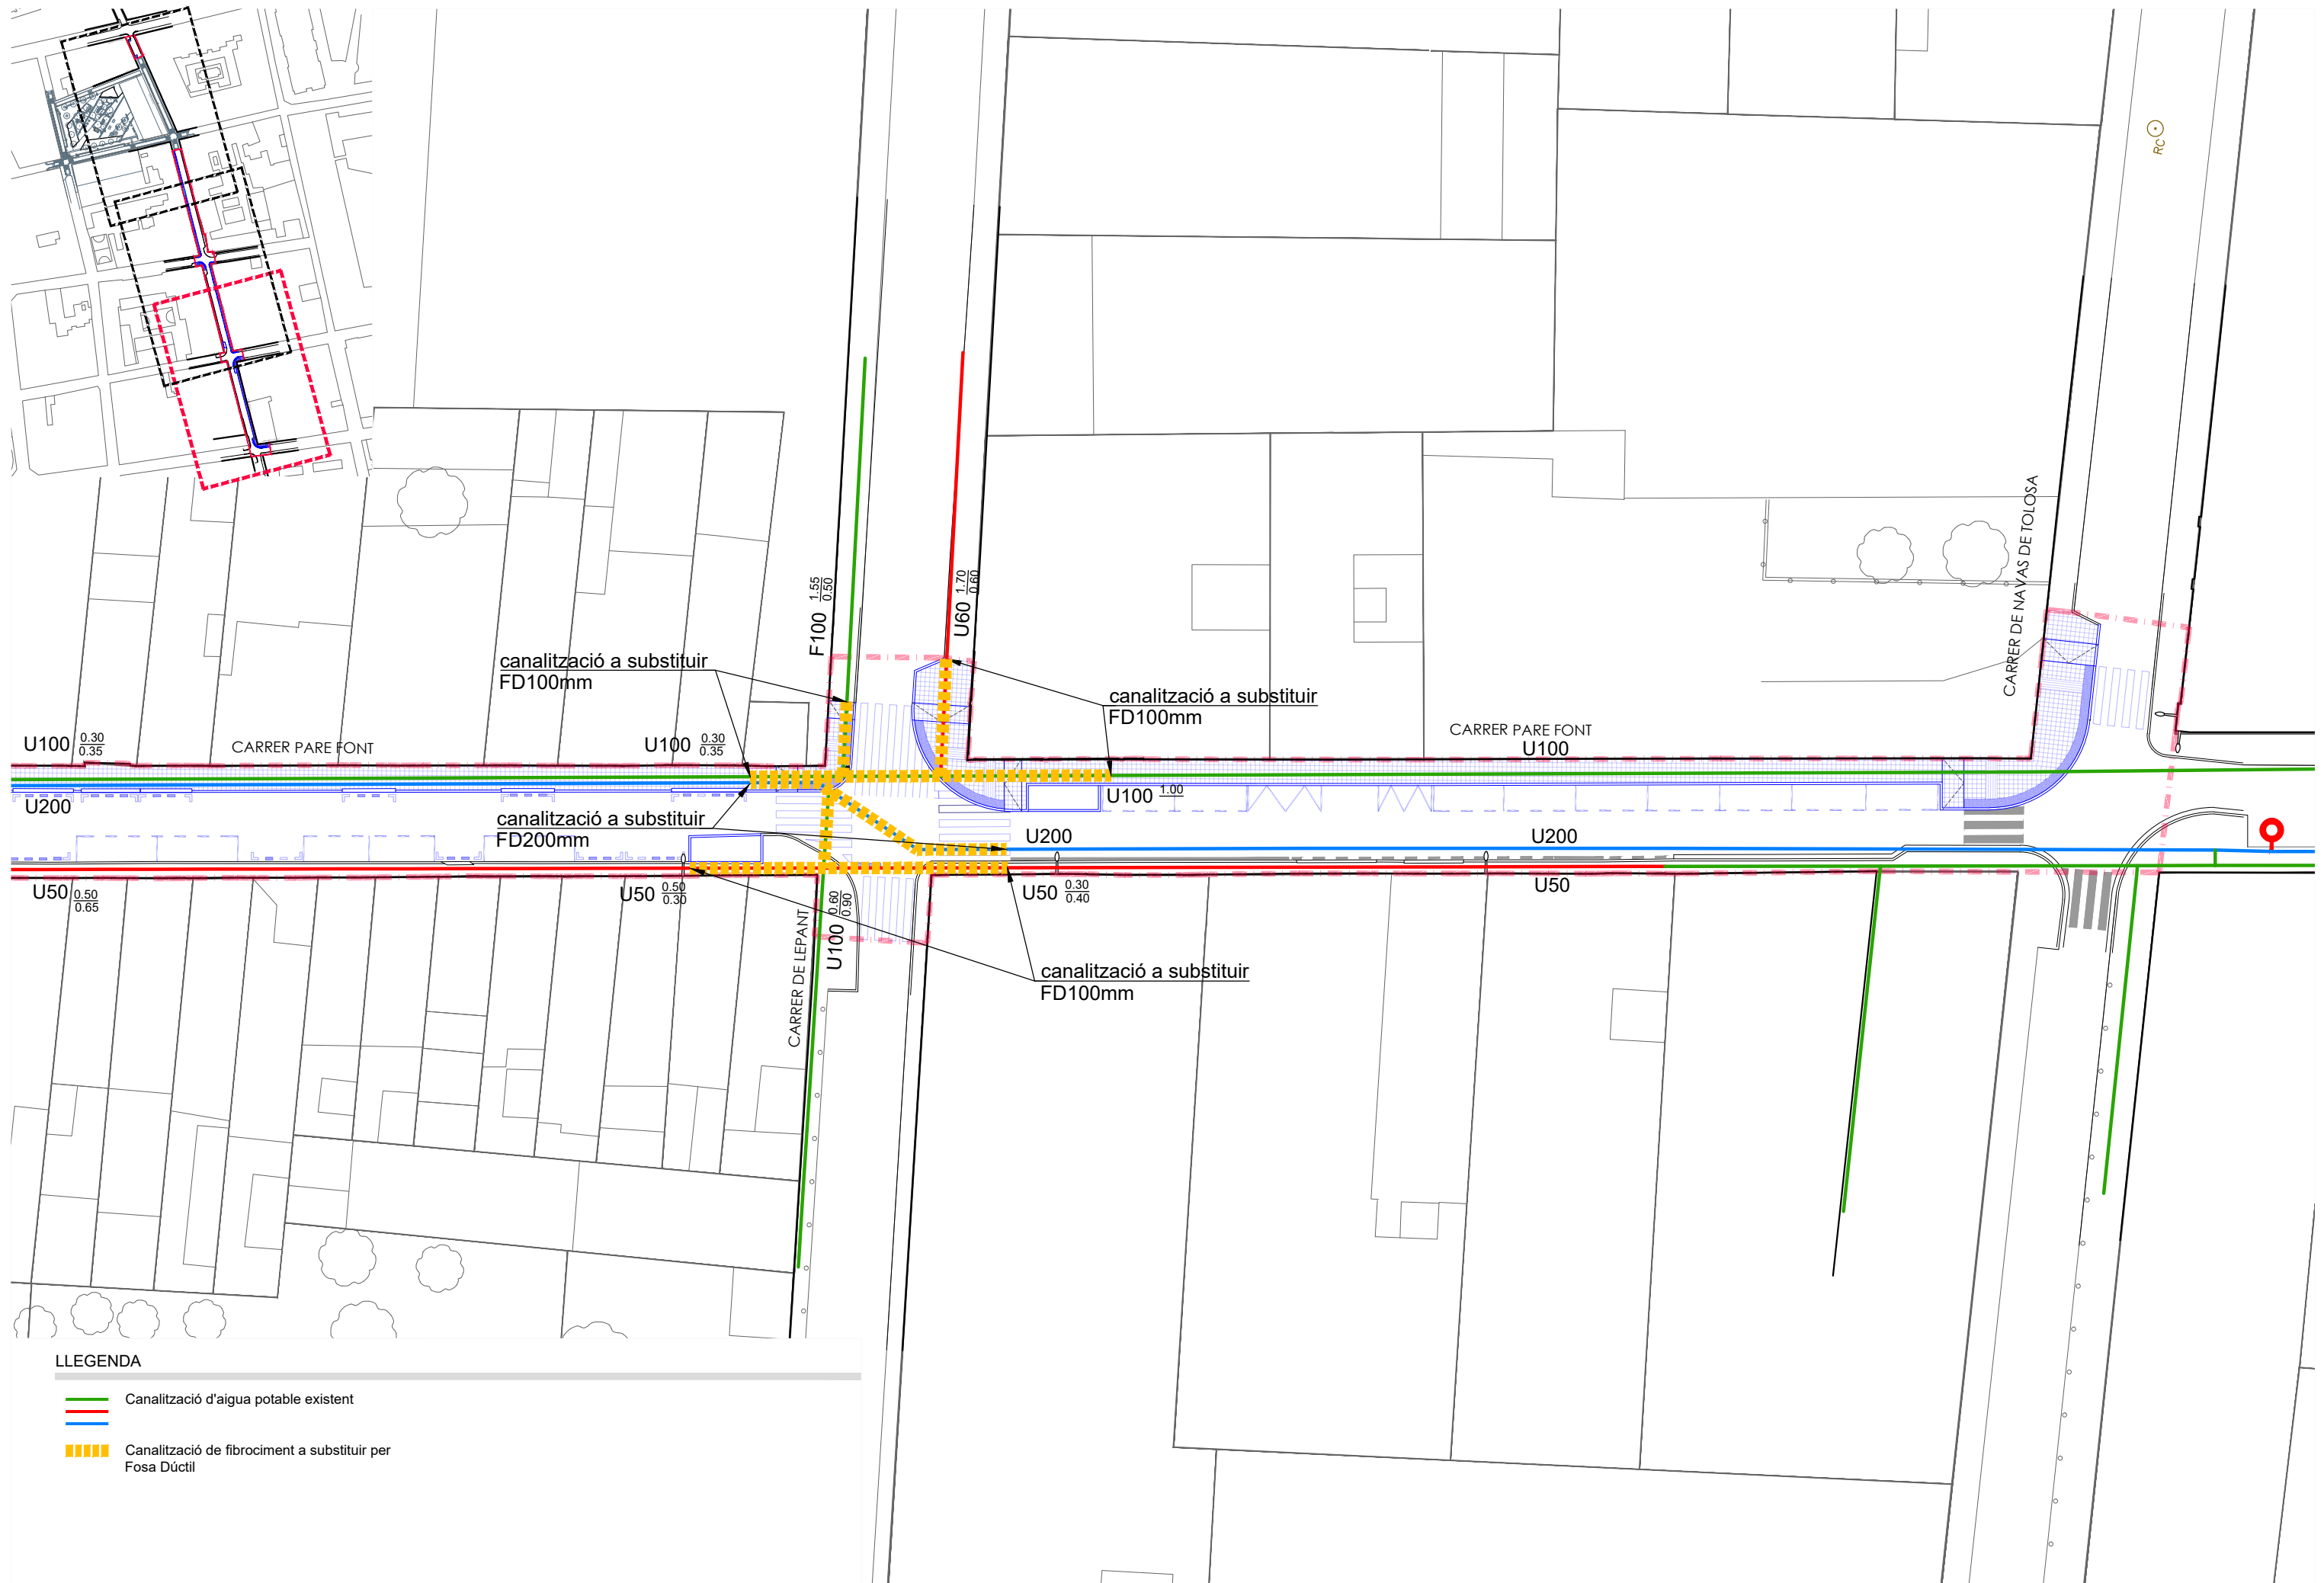 RC
CARRER DE NAVAS DE TOLOSA
F100 1.55
0.50
U60 1.70
0.60
canalització a substituir
FD100mm
canalització a substituir
FD100mm
CARRER PARE FONT
U100
U100 0.30
0.35
CARRER PARE FONT
U100 0.30
0.35
U200
U100 1.00
canalització a substituir
FD200mm
U200
U200
U50 0.50
0.65
U50 0.50
0.30
U100 0.60
0.90
U50 0.30
0.40
U50
CARRER DE LEPANT
canalització a substituir
FD100mm
LLEGENDA
Canalització d'aigua potable existent
Canalització de fibrociment a substituir per
Fosa Dúctil